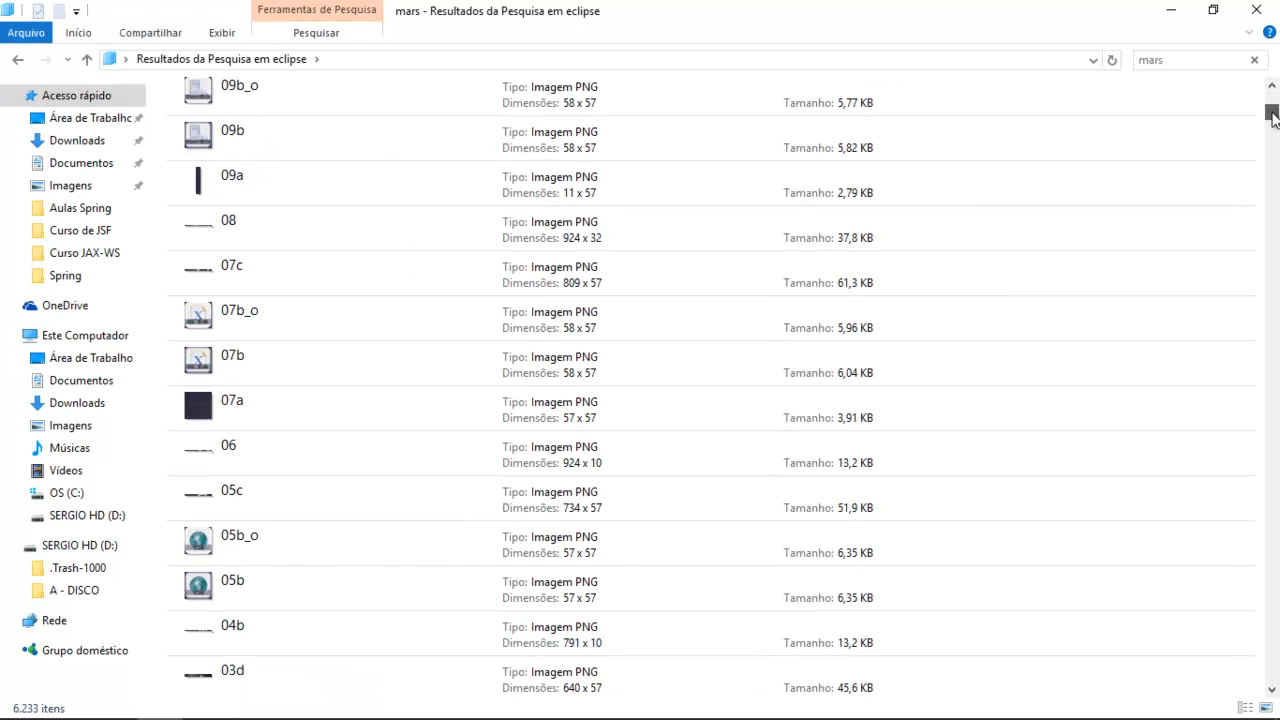 Ferramentas de Pesquisa
mars - Resultados da Pesquisa em eclipse
Arquivo
Início
Compartilhar
Exibir
Pesquisar
Resultados da Pesquisa em eclipse
mars
Acesso rápido
Área de Trabalho
Downloads
Documentos
Imagens
Aulas Spring
Curso de JSF
Curso JAX-WS
Spring
OneDrive
Este Computador
Área de Trabalho
Documentos
Downloads
Imagens
Músicas
Vídeos
OS (C:)
SERGIO HD (D:)
SERGIO HD (D:)
.Trash-1000
A - DISCO
Rede
Grupo doméstico
09b_o
Tipo: Imagem PNG
Dimensões: 58 x 57
Tamanho: 5,77 KB
09b
Tipo: Imagem PNG
Dimensões: 58 x 57
Tamanho: 5,82 KB
09a
Tipo: Imagem PNG
Dimensões: 11 x 57
Tamanho: 2,79 KB
08
Tipo: Imagem PNG
Dimensões: 924 x 32
Tamanho: 37,8 KB
07c
Tipo: Imagem PNG
Dimensões: 809 x 57
Tamanho: 61,3 KB
07b_o
Tipo: Imagem PNG
Dimensões: 58 x 57
Tamanho: 5,96 KB
07b
Tipo: Imagem PNG
Dimensões: 58 x 57
Tamanho: 6,04 KB
07a
Tipo: Imagem PNG
Dimensões: 57 x 57
Tamanho: 3,91 KB
06
Tipo: Imagem PNG
Dimensões: 924 x 10
Tamanho: 13,2 KB
05c
Tipo: Imagem PNG
Dimensões: 734 x 57
Tamanho: 51,9 KB
05b_o
Tipo: Imagem PNG
Dimensões: 57 x 57
Tamanho: 6,35 KB
05b
Tipo: Imagem PNG
Dimensões: 57 x 57
Tamanho: 6,35 KB
04b
Tipo: Imagem PNG
Dimensões: 791 x 10
Tamanho: 13,2 KB
03d
Tipo: Imagem PNG
Dimensões: 640 x 57
Tamanho: 45,6 KB
6.233 itens